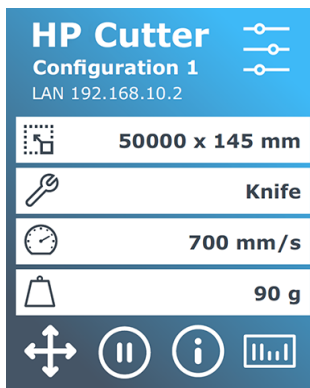 HP Cutter
Configuration 1
LAN 192.168.10.2
50000 x 145 mm
Knife
700 mm/s
90 g